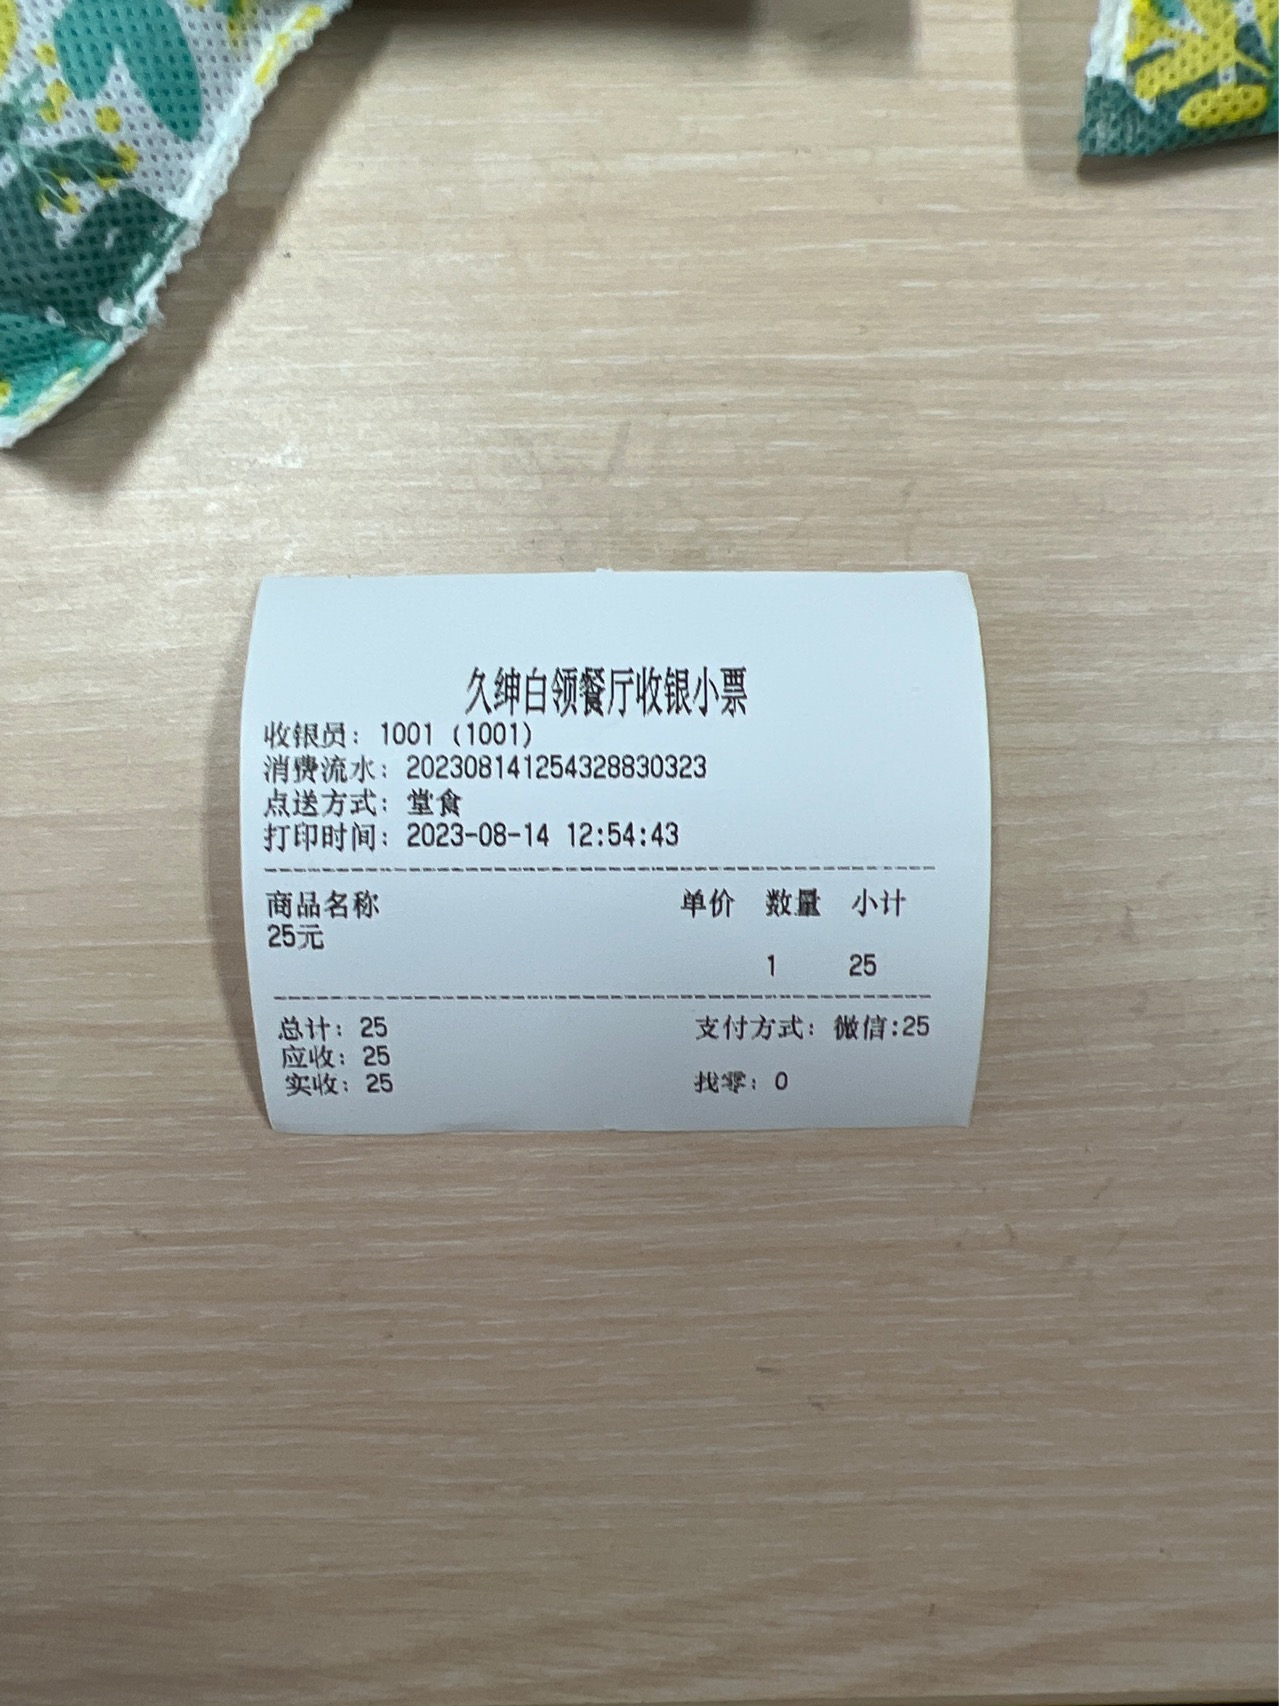 久绅白领餐厅收银小票
收银员: 1001 (1001)
消费流水: 202308141254328830323
点送方式: 堂食
打印时间: 2023-08-14 12:54:43
商品名称 单价 数量 小计
25元
1 25
总计: 25 支付方式: 微信:25
应收: 25
实收: 25 找零: 0